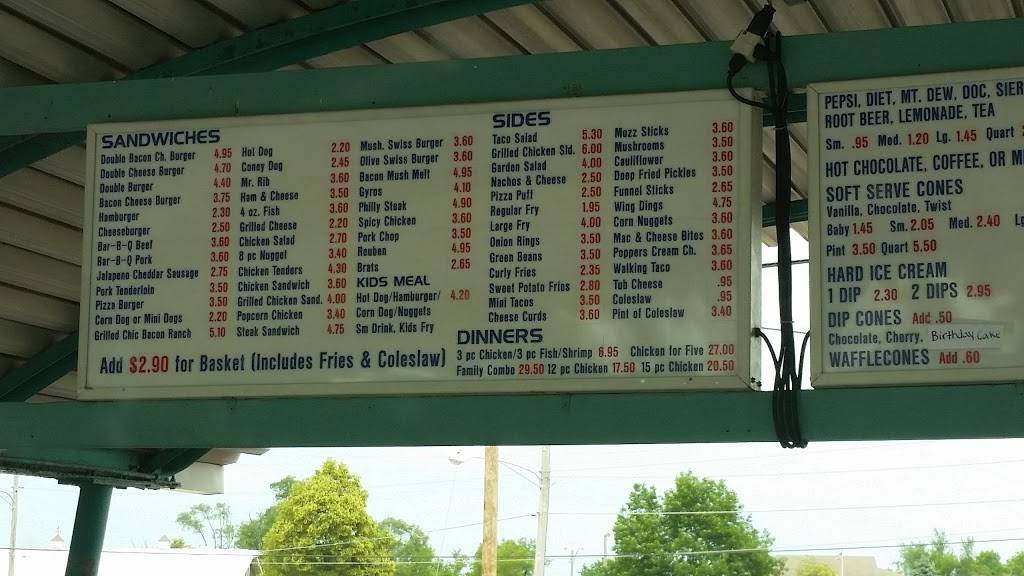 SANDWICHES
Double Bacon Ch. Burger 4.95
Double Cheese Burger 4.70
Double Burger 4.40
Bacon Cheese Burger 3.75
Hamburger 2.30
Cheeseburger 2.50
Bar-B-Q Beef 3.60
Bar-B-Q Pork 3.60
Jalapeno Cheddar Sausage 2.75
Pork Tenderloin 3.50
Pizza Burger 3.50
Corn Dog or Mini Dogs 2.20
Grilled Chic Bacon Ranch 5.10
Hot Dog 2.20
Coney Dog 2.45
Mr. Rib 3.60
Ham & Cheese 3.50
4 oz. Fish 3.60
Grilled Cheese 2.20
Chicken Salad 2.70
8 pc Nugget 3.40
Chicken Tenders 4.30
Chicken Sandwich 3.60
Grilled Chicken Sand. 4.00
Popcorn Chicken 3.40
Steak Sandwich 4.75
Mush. Swiss Burger 3.60
Olive Swiss Burger 3.60
Bacon Mush Melt 4.95
Gyros 4.10
Philly Steak 4.90
Spicy Chicken 3.60
Pork Chop 3.50
Reuben 4.95
Brats 2.65
KIDS MEAL
Hot Dog/Hamburger/ 4.20
Corn Dog/Nuggets
Sm Drink, Kids Fry
Add $2.90 for Basket (Includes Fries & Coleslaw)
SIDES
Taco Salad 5.30
Grilled Chicken Sld. 6.00
Garden Salad 4.00
Nachos & Cheese 2.50
Pizza Puff 2.50
Regular Fry 1.95
Large Fry 4.00
Onion Rings 3.50
Green Beans 3.50
Curly Fries 2.35
Sweet Potato Fries 2.80
Mini Tacos 3.50
Cheese Curds 3.60
Mozz Sticks 3.60
Mushrooms 3.50
Cauliflower 3.60
Deep Fried Pickles 3.50
Funnel Sticks 2.65
Wing Dings 4.75
Corn Nuggets 3.60
Mac & Cheese Bites 3.60
Poppers Cream Ch. 3.65
Walking Taco 3.60
Tub Cheese .95
Coleslaw .95
Pint of Coleslaw 3.40
DINNERS
3 pc Chicken/3 pc Fish/Shrimp 6.95 Chicken for Five 27.00
Family Combo 29.50 12 pc Chicken 17.50 15 pc Chicken 20.50
PEPSI, DIET, MT. DEW, DOC, SIER
ROOT BEER, LEMONADE, TEA
Sm. .95 Med. 1.20 Lg. 1.45 Quart
HOT CHOCOLATE, COFFEE, OR
SOFT SERVE CONES
Vanilla, Chocolate, Twist
Baby 1.45 Sm. 2.05 Med. 2.40
Pint 3.50 Quart 5.50
HARD ICE CREAM
1 DIP 2.30 2 DIPS 2.95
DIP CONES Add .50
Chocolate, Cherry, Birthday Cake
WAFFLECONES Add .60